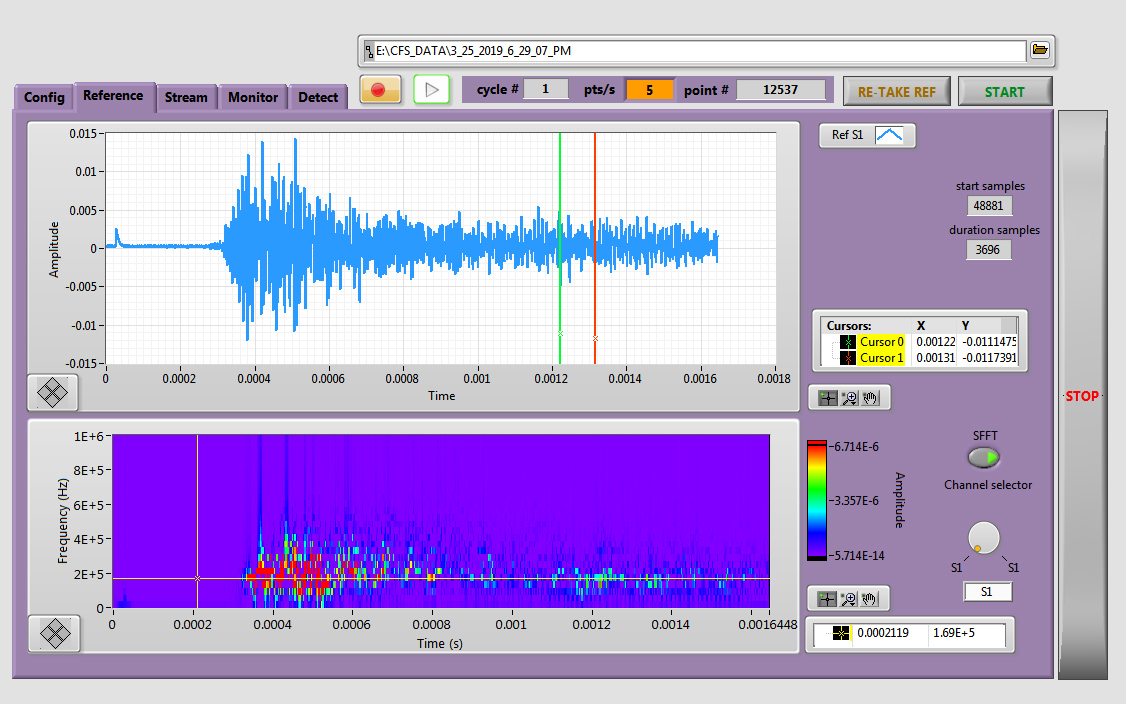 E:\CFS_DATA\3_25_2019_6_29_07_PM
Config Reference Stream Monitor Detect
cycle # 1 pts/s 5 point # 12537
RE-TAKE REF START
0.015
0.01
0.005
0
-0.005
-0.01
-0.015
Amplitude
0 0.0002 0.0004 0.0006 0.0008 0.001 0.0012 0.0014 0.0016 0.0018
Time
Ref S1
start samples
48881
duration samples
3696
Cursors: X Y
Cursor 0 0.00122 -0.0111475
Cursor 1 0.00131 -0.0117391
STOP
1E+6
8E+5
6E+5
4E+5
2E+5
0
Frequency (Hz)
0 0.0002 0.0004 0.0006 0.0008 0.001 0.0012 0.0014 0.0016448
Time (s)
6.714E-6
3.357E-6
5.714E-14
Amplitude
SFFT
Channel selector
S1 S1
S1
0.0002119 1.69E+5